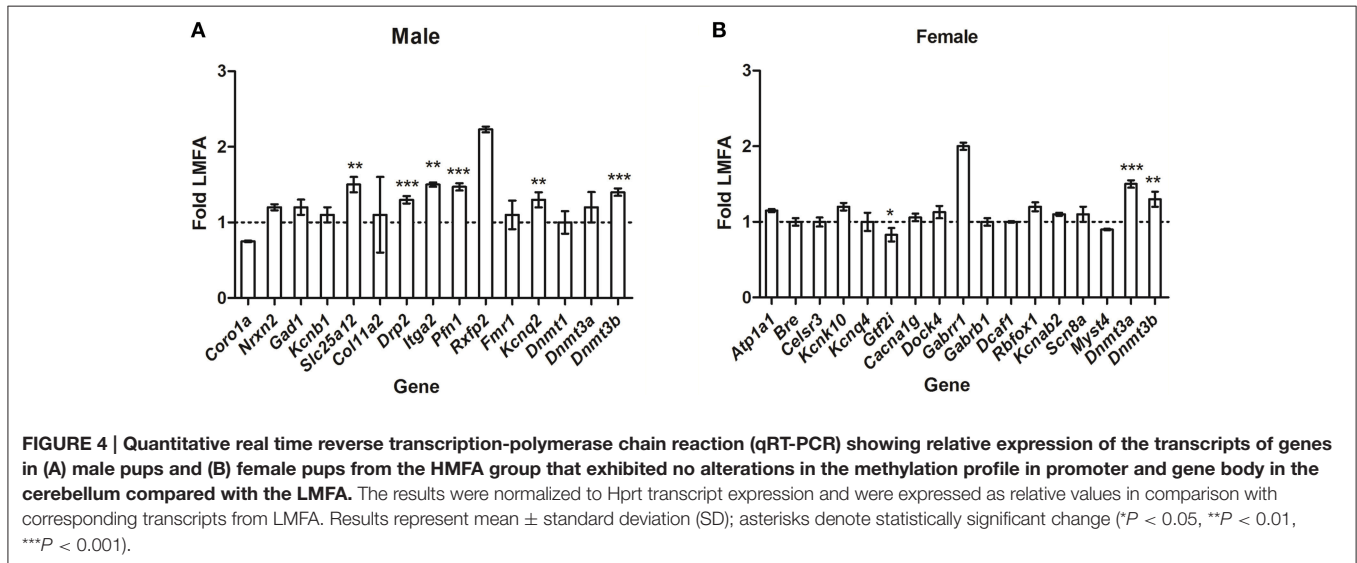 A
Male
Fold LMFA
3
2
1
0
**
***
**
***
**
***
Coro1a
Nrxn2
Gad1
Kcnb1
Slc25a12
Col11a2
Drp2
Itga2
Pfn1
Rxfp2
Fmr1
Kcnq2
Dnmt1
Dnmt3a
Dnmt3b
Gene
B
Female
Fold LMFA
3
2
1
0
*
***
**
Atp1a1
Bre
Celsr3
Kcnk10
Kcnq4
Gtf2i
Cacna1g
Dock4
Gabrr1
Gabrb1
Dcaf1
Rbfox1
Kcnab2
Scn8a
Myst4
Dnmt3a
Dnmt3b
Gene
FIGURE 4 | Quantitative real time reverse transcription-polymerase chain reaction (qRT-PCR) showing relative expression of the transcripts of genes
in (A) male pups and (B) female pups from the HMFA group that exhibited no alterations in the methylation profile in promoter and gene body in the
cerebellum compared with the LMFA. The results were normalized to Hprt transcript expression and were expressed as relative values in comparison with
corresponding transcripts from LMFA. Results represent mean ± standard deviation (SD); asterisks denote statistically significant change (*P < 0.05, **P < 0.01,
***P < 0.001).